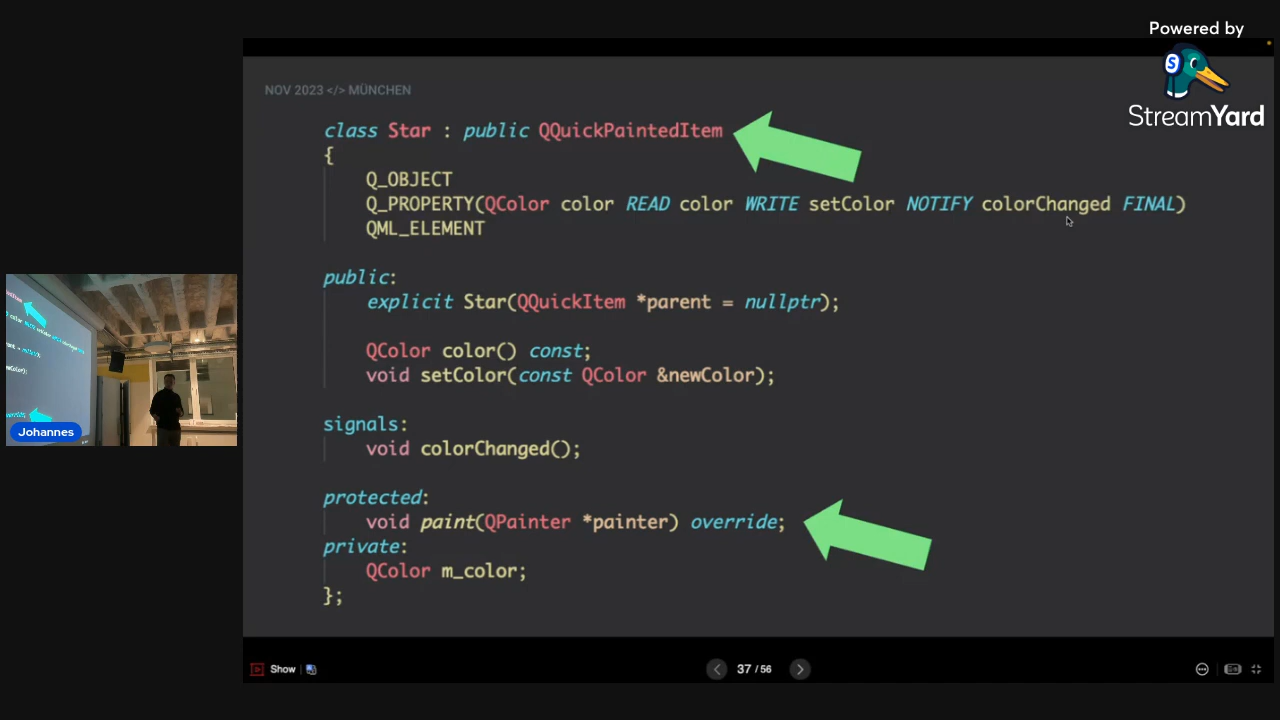 Powered by
StreamYard
NOV 2023 </> MÜNCHEN
class Star : public QQuickPaintedItem
{
Q_OBJECT
Q_PROPERTY(QColor color READ color WRITE setColor NOTIFY colorChanged FINAL)
QML_ELEMENT
public:
explicit Star(QQuickItem *parent = nullptr);
QColor color() const;
void setColor(const QColor &newColor);
signals:
void colorChanged();
protected:
void paint(QPainter *painter) override;
private:
QColor m_color;
};
Johannes
Show
37 / 56